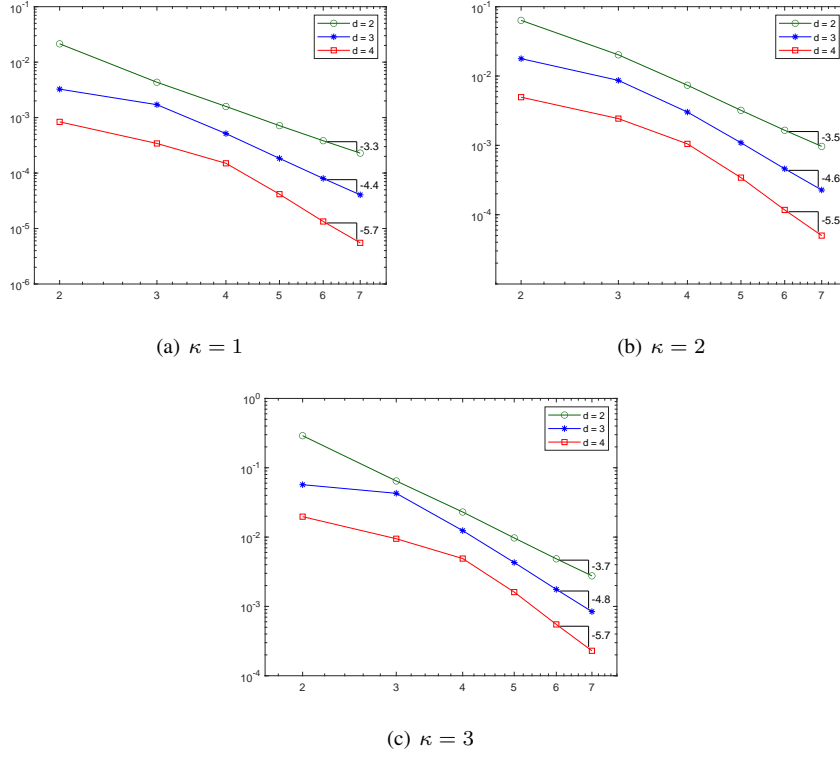 10^-1
10^-2
10^-3
10^-4
10^-5
10^-6
2 3 4 5 6 7
d = 2
d = 3
d = 4
-3.3
-4.4
-5.7
(a) κ = 1
10^-1
10^-2
10^-3
10^-4
2 3 4 5 6 7
d = 2
d = 3
d = 4
-3.5
-4.6
-5.5
(b) κ = 2
10^0
10^-1
10^-2
10^-3
10^-4
2 3 4 5 6 7
d = 2
d = 3
d = 4
-3.7
-4.8
-5.7
(c) κ = 3